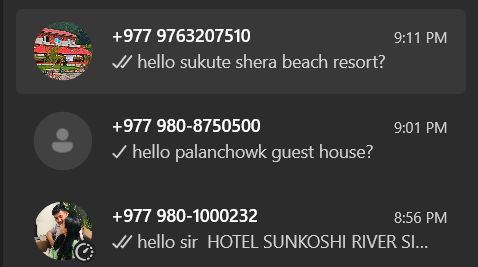 +977 9763207510
9:11 PM
hello sukute shera beach resort?
+977 980-8750500
9:01 PM
hello palanchowk guest house?
+977 980-1000232
8:56 PM
hello sir  HOTEL SUNKOSHI RIVER SI...